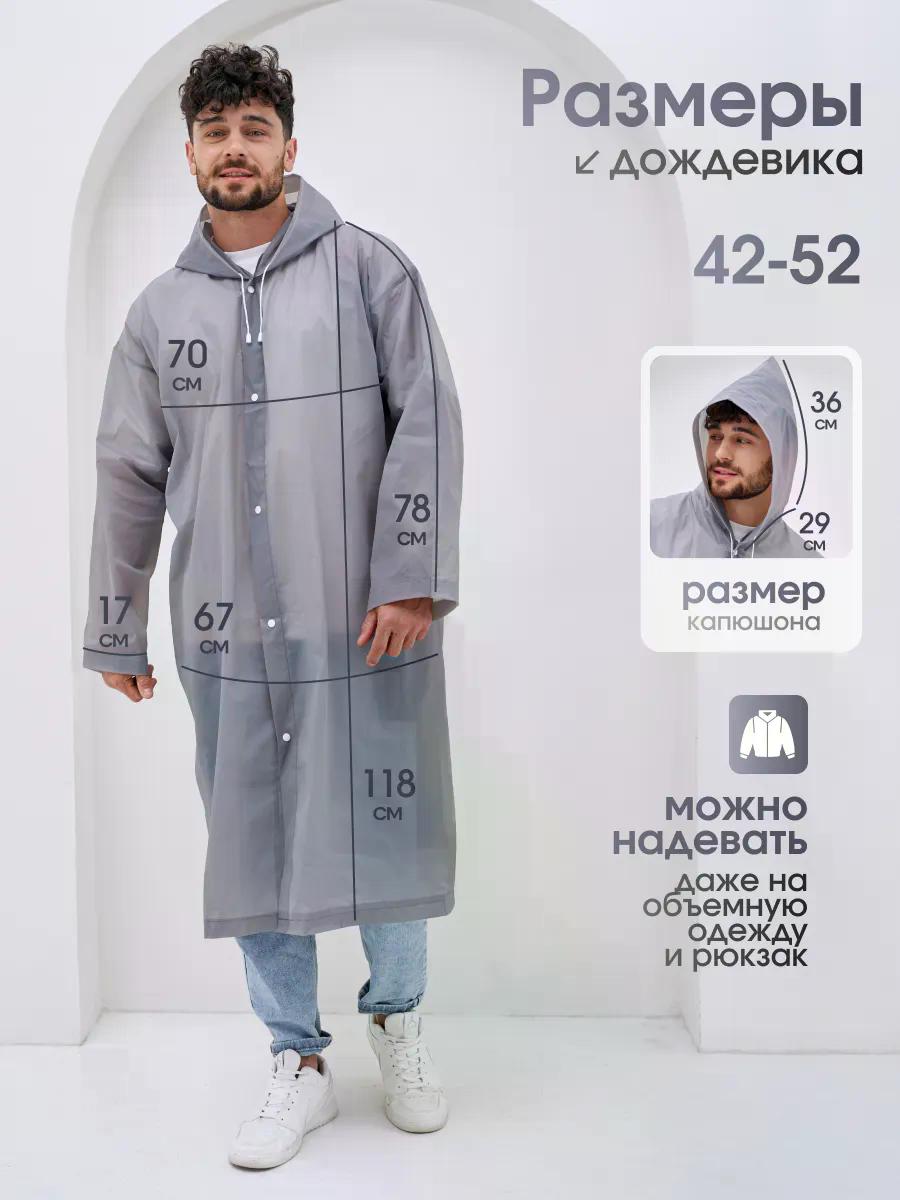 Размеры
↙ дождевика
42-52
70
см
36
см
78
см
29
см
размер
капюшона
17
см
67
см
118
см
можно
надевать
даже на
объемную
одежду
и рюкзак